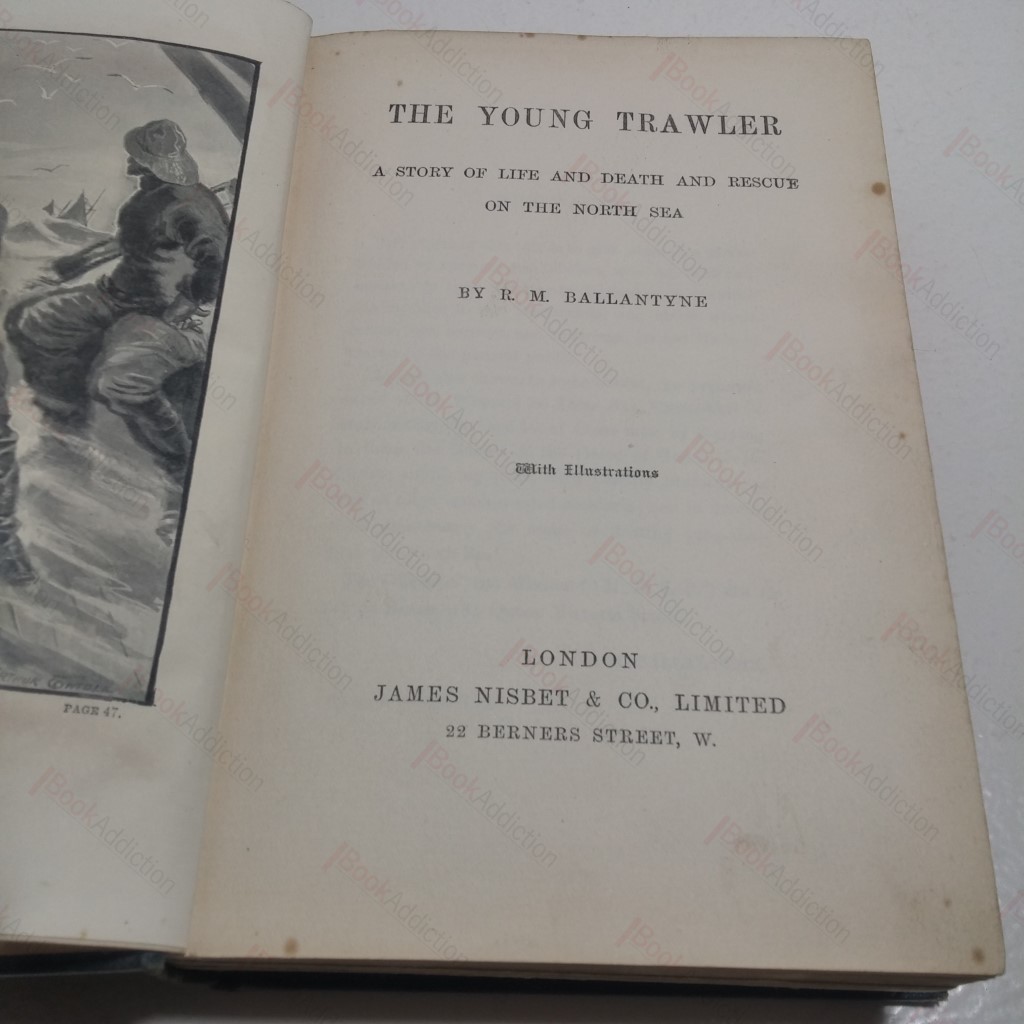 THE YOUNG TRAWLER
A STORY OF LIFE AND DEATH AND RESCUE
ON THE NORTH SEA
BY R. M. BALLANTYNE
With Illustrations
LONDON
JAMES NISBET & CO., LIMITED
22 BERNERS STREET, W.
PAGE 47.
BookAddiction